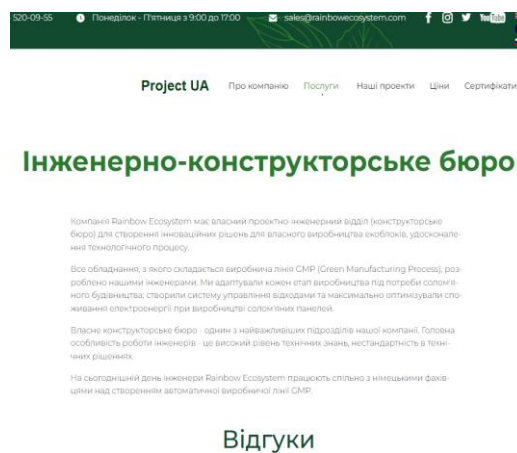 520-09-55 Понеділок - П'ятниця з 9:00 до 17:00 sales@rainbowecosystem.com YouTube
Project UA Про компанію Послуги Наші проекти Ціни Сертифікати
Інженерно-конструкторське бюро
Компанія Rainbow Ecosystem має власний проектно-інженерний відділ (конструкторське
бюро) для створення інноваційних рішень для власного виробництва екоблоків, удосконале-
ння технологічного процесу.
Все обладнання, з якого складається виробнича лінія GMP (Green Manufacturing Process), роз-
роблено нашими інженерами. Ми адаптували кожен етап виробництва під потреби солом'я-
ного будівництва; створили систему управління відходами та максимально оптимізували спо-
живання електроенергії при виробництві солом'яних панелей.
Власне конструкторське бюро - одним з найважливіших підрозділів нашої компанії. Головна
особливість роботи інженерів - це високий рівень технічних знань, нестандартність в техні-
чних рішеннях.
На сьогоднішній день інженери Rainbow Ecosystem працюють спільно з німецькими фахів-
цями над створенням автоматичної виробничої лінії GMP.
Відгуки